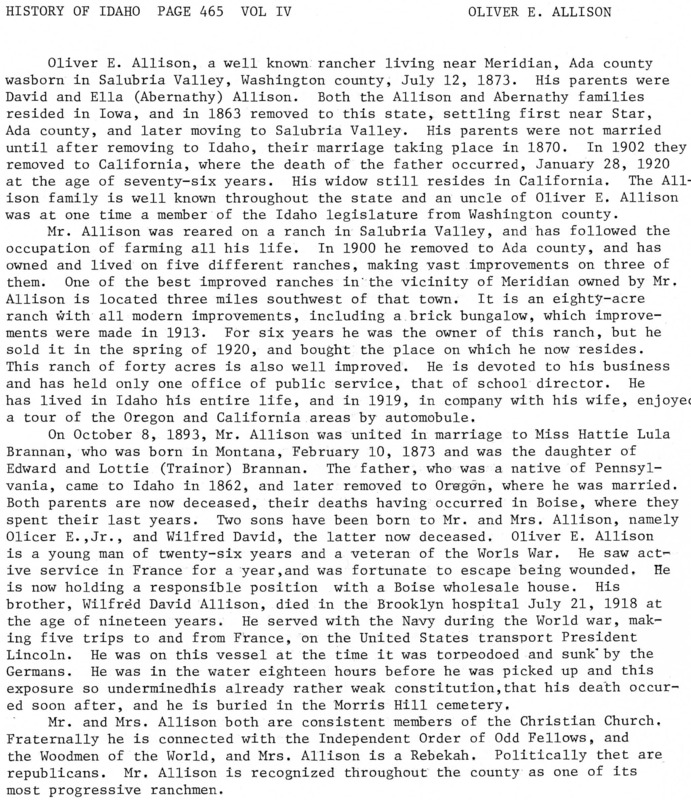 HISTORY OF IDAHO PAGE 465 VOL IV OLIVER E. ALLISON
Oliver E. Allison, a well known rancher living near Meridian, Ada county
wasborn in Salubria Valley, Washington county, July 12, 1873. His parents were
David and Ella (Abernathy) Allison. Both the Allison and Abernathy families
resided in Iowa, and in 1863 removed to this state, settling first near Star,
Ada county, and later moving to Salubria Valley. His parents were not married
until after removing to Idaho, their marriage taking place in 1870. In 1902 they
removed to California, where the death of the father occurred, January 28, 1920
at the age of seventy-six years. His widow still resides in California. The All-
ison family is well known throughout the state and an uncle of Oliver E. Allison
was at one time a member of the Idaho legislature from Washington county.
Mr. Allison was reared on a ranch in Salubria Valley, and has followed the
occupation of farming all his life. In 1900 he removed to Ada county, and has
owned and lived on five different ranches, making vast improvements on three of
them. One of the best improved ranches in the vicinity of Meridian owned by Mr.
Allison is located three miles southwest of that town. It is an eighty-acre
ranch with all modern improvements, including a brick bungalow, which improve-
ments were made in 1913. For six years he was the owner of this ranch, but he
sold it in the spring of 1920, and bought the place on which he now resides.
This ranch of forty acres is also well improved. He is devoted to his business
and has held only one office of public service, that of school director. He
has lived in Idaho his entire life, and in 1919, in company with his wife, enjoyed
a tour of the Oregon and California areas by automobule.
On October 8, 1893, Mr. Allison was united in marriage to Miss Hattie Lula
Brannan, who was born in Montana, February 10, 1873 and was the daughter of
Edward and Lottie (Trainor) Brannan. The father, who was a native of Pennsyl-
vania, came to Idaho in 1862, and later removed to Oregon, where he was married.
Both parents are now deceased, their deaths having occurred in Boise, where they
spent their last years. Two sons have been born to Mr. and Mrs. Allison, namely
Olicer E.,Jr., and Wilfred David, the latter now deceased. Oliver E. Allison
is a young man of twenty-six years and a veteran of the Worls War. He saw act-
ive service in France for a year,and was fortunate to escape being wounded. He
is now holding a responsible position with a Boise wholesale house. His
brother, Wilfred David Allison, died in the Brooklyn hospital July 21, 1918 at
the age of nineteen years. He served with the Navy during the World war, mak-
ing five trips to and from France, on the United States transport President
Lincoln. He was on this vessel at the time it was torpedoed and sunk by the
Germans. He was in the water eighteen hours before he was picked up and this
exposure so underminedhis already rather weak constitution,that his death occur-
ed soon after, and he is buried in the Morris Hill cemetery.
Mr. and Mrs. Allison both are consistent members of the Christian Church.
Fraternally he is connected with the Independent Order of Odd Fellows, and
the Woodmen of the World, and Mrs. Allison is a Rebekah. Politically thet are
republicans. Mr. Allison is recognized throughout the county as one of its
most progressive ranchmen.